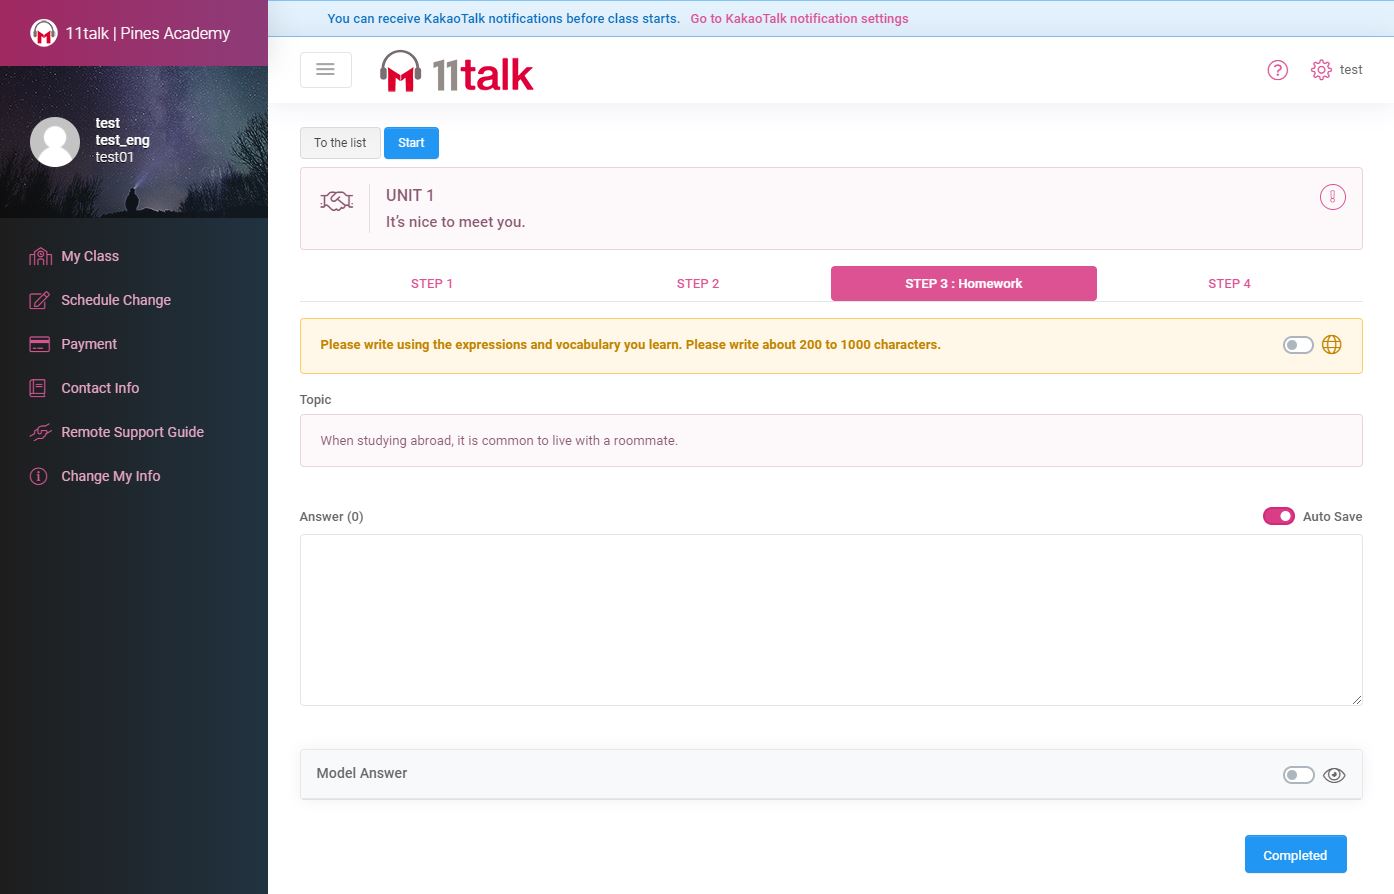 You can receive KakaoTalk notifications before class starts. Go to KakaoTalk notification settings
11talk | Pines Academy
11talk
test
test
test_eng
test01
My Class
Schedule Change
Payment
Contact Info
Remote Support Guide
Change My Info
To the list
Start
UNIT 1
It's nice to meet you.
STEP 1
STEP 2
STEP 3 : Homework
STEP 4
Please write using the expressions and vocabulary you learn. Please write about 200 to 1000 characters.
Topic
When studying abroad, it is common to live with a roommate.
Answer (0)
Auto Save
Model Answer
Completed